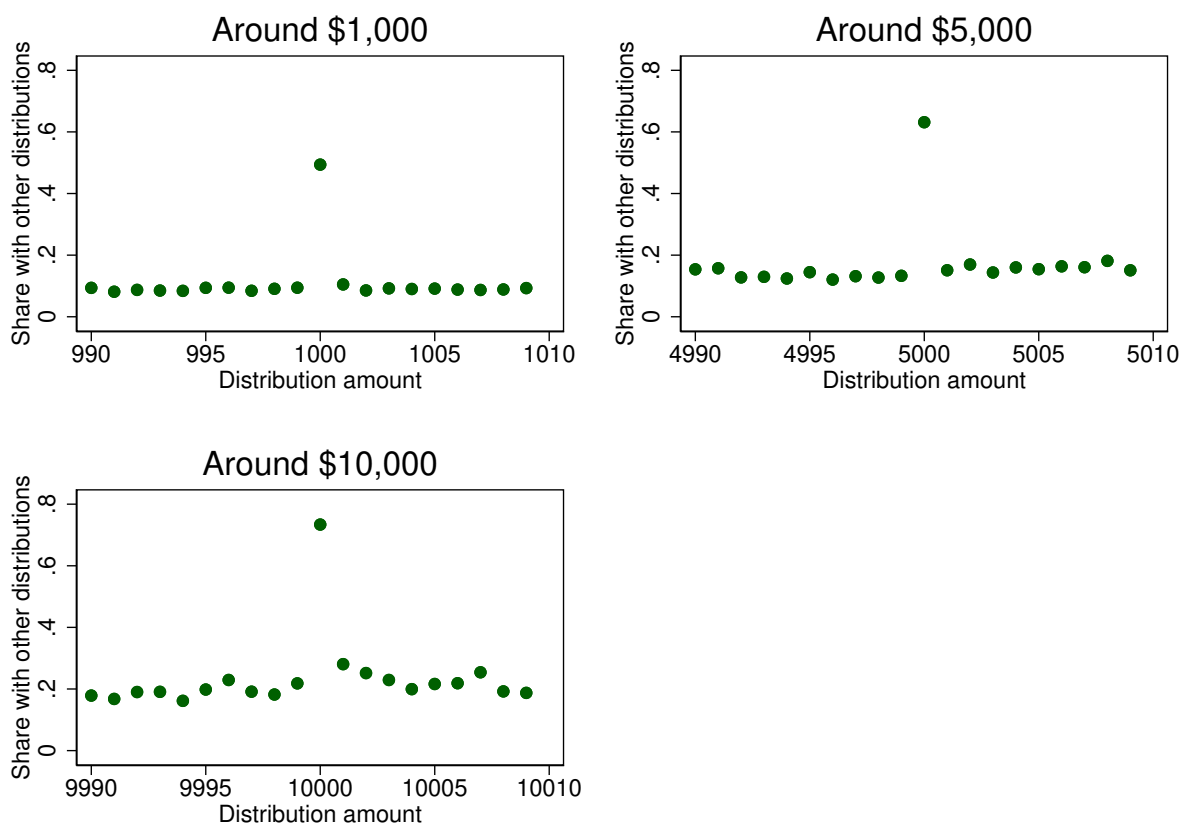 Around $1,000
Share with other distributions
.8
.6
.4
.2
0
990 995 1000 1005 1010
Distribution amount
Around $5,000
Share with other distributions
.8
.6
.4
.2
0
4990 4995 5000 5005 5010
Distribution amount
Around $10,000
Share with other distributions
.8
.6
.4
.2
0
9990 9995 10000 10005 10010
Distribution amount